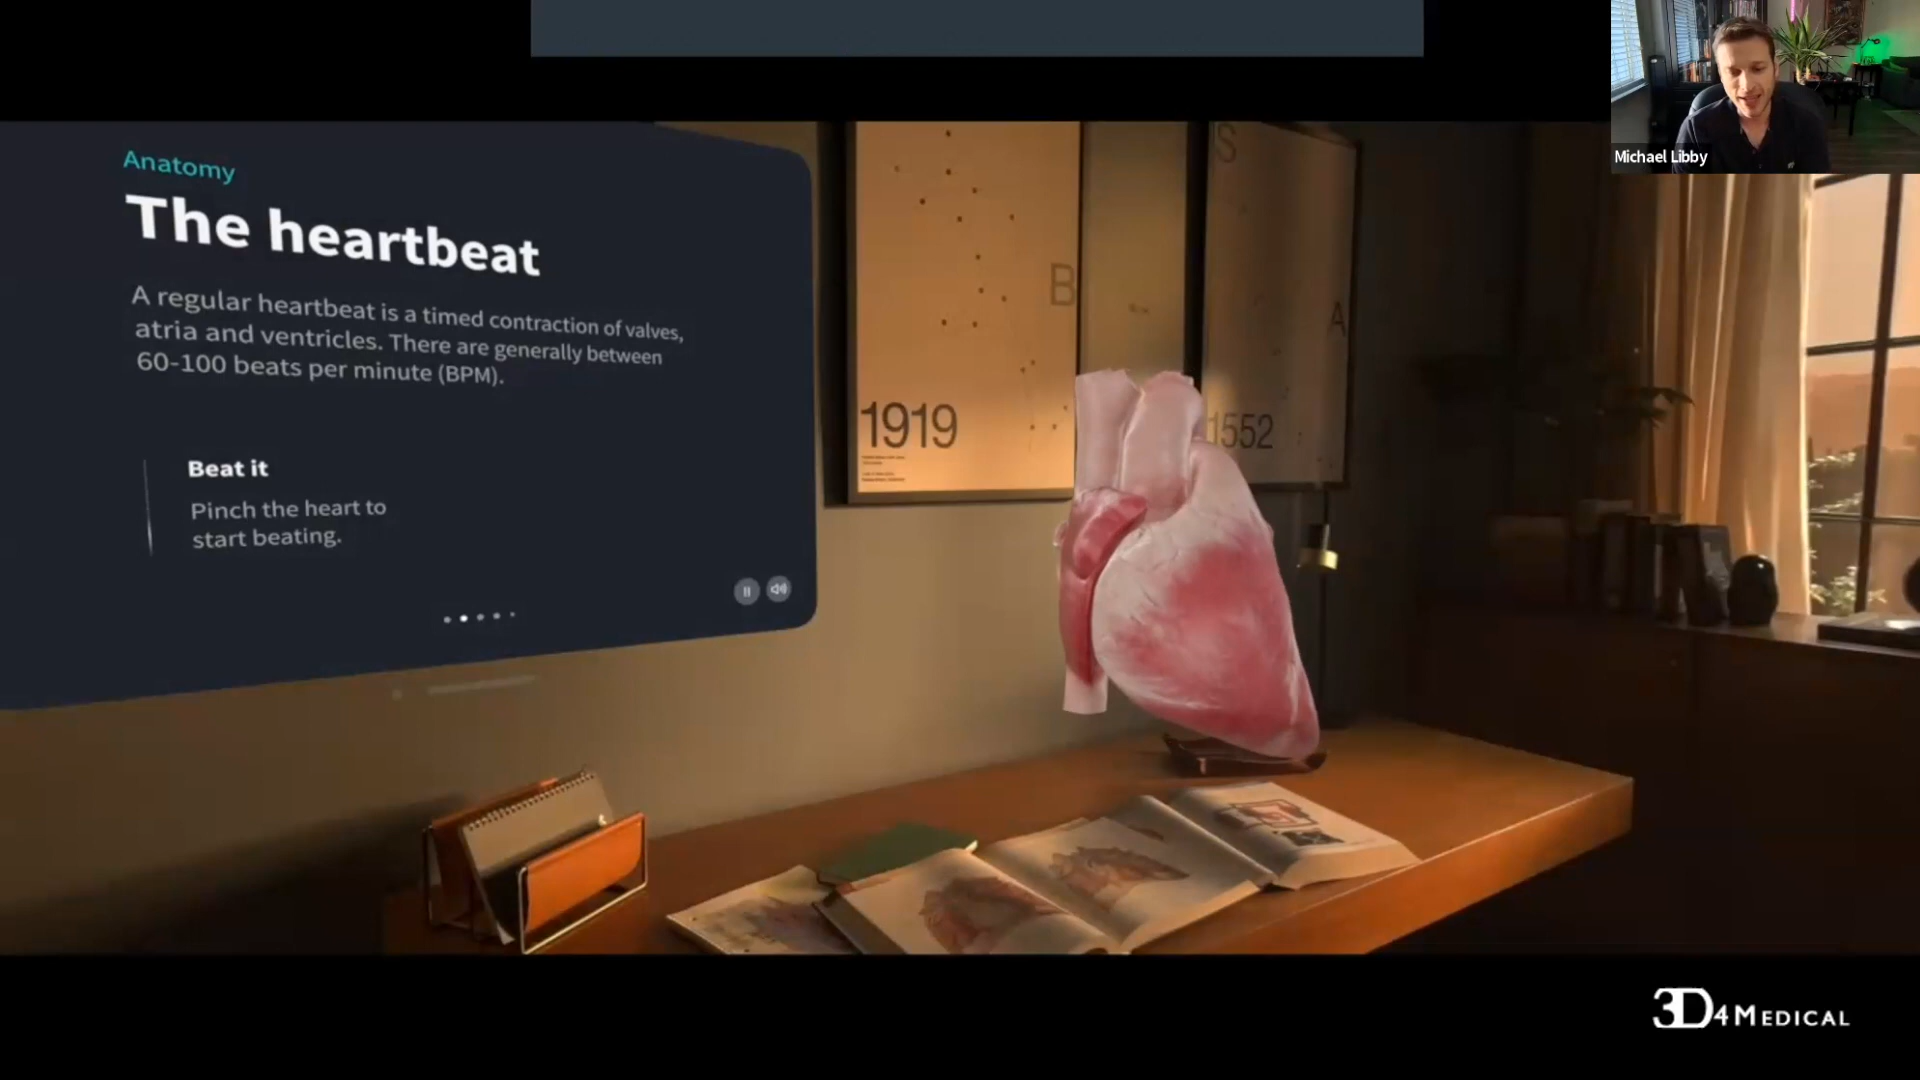 Michael Libby
Anatomy
The heartbeat
A regular heartbeat is a timed contraction of valves,
atria and ventricles. There are generally between
60-100 beats per minute (BPM).
Beat it
Pinch the heart to
start beating.
B
1919
S
A
1552
3D4MEDICAL